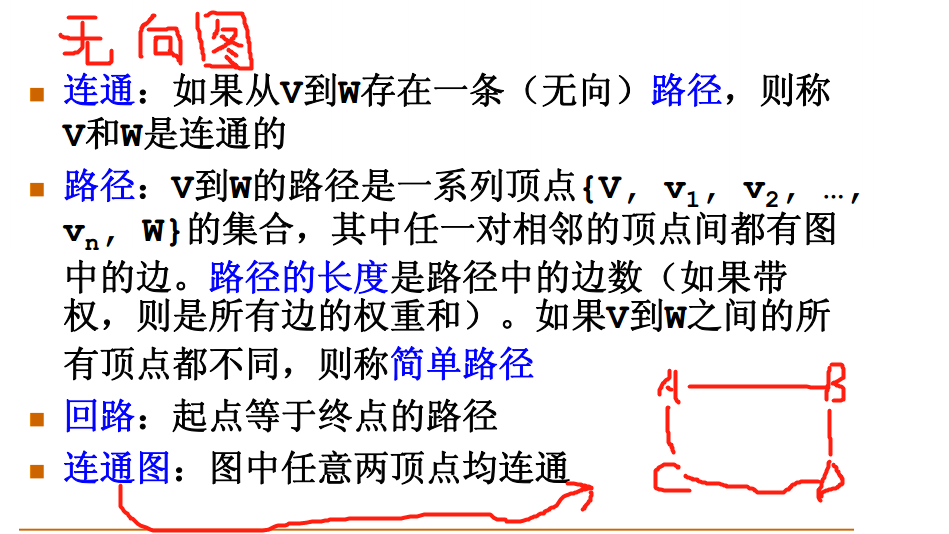 无向图
连通：如果从V到W存在一条（无向）路径，则称
V和W是连通的
路径：V到W的路径是一系列顶点{V, v1, v2, …,
vn, W}的集合，其中任一对相邻的顶点间都有图
中的边。路径的长度是路径中的边数（如果带
权，则是所有边的权重和）。如果V到W之间的所
有顶点都不同，则称简单路径
A B
回路：起点等于终点的路径
连通图：图中任意两顶点均连通
C D